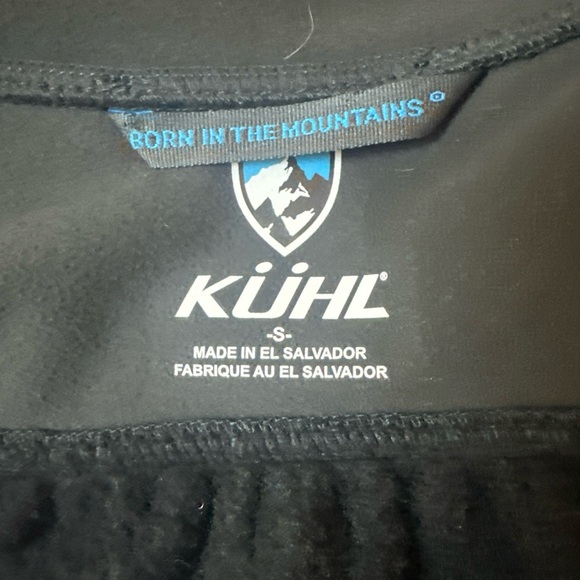 BORN IN THE MOUNTAINS®
KÜHL®
-S-
MADE IN EL SALVADOR
FABRIQUE AU EL SALVADOR